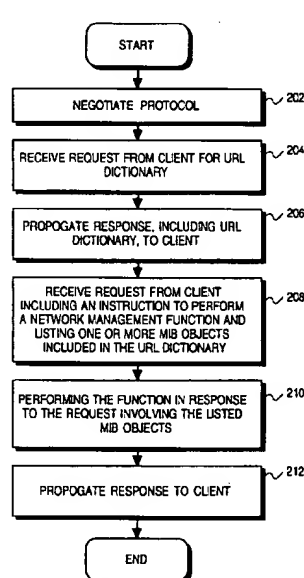 START
NEGOTIATE PROTOCOL
202
RECEIVE REQUEST FROM CLIENT FOR URL
DICTIONARY
204
PROPOGATE RESPONSE, INCLUDING URL
DICTIONARY, TO CLIENT
206
RECEIVE REQUEST FROM CLIENT
INCLUDING AN INSTRUCTION TO PERFORM
A NETWORK MANAGEMENT FUNCTION AND
LISTING ONE OR MORE MIB OBJECTS
INCLUDED IN THE URL DICTIONARY
208
PERFORMING THE FUNCTION IN RESPONSE
TO THE REQUEST INVOLVING THE LISTED
MIB OBJECTS
210
PROPOGATE RESPONSE TO CLIENT
212
END